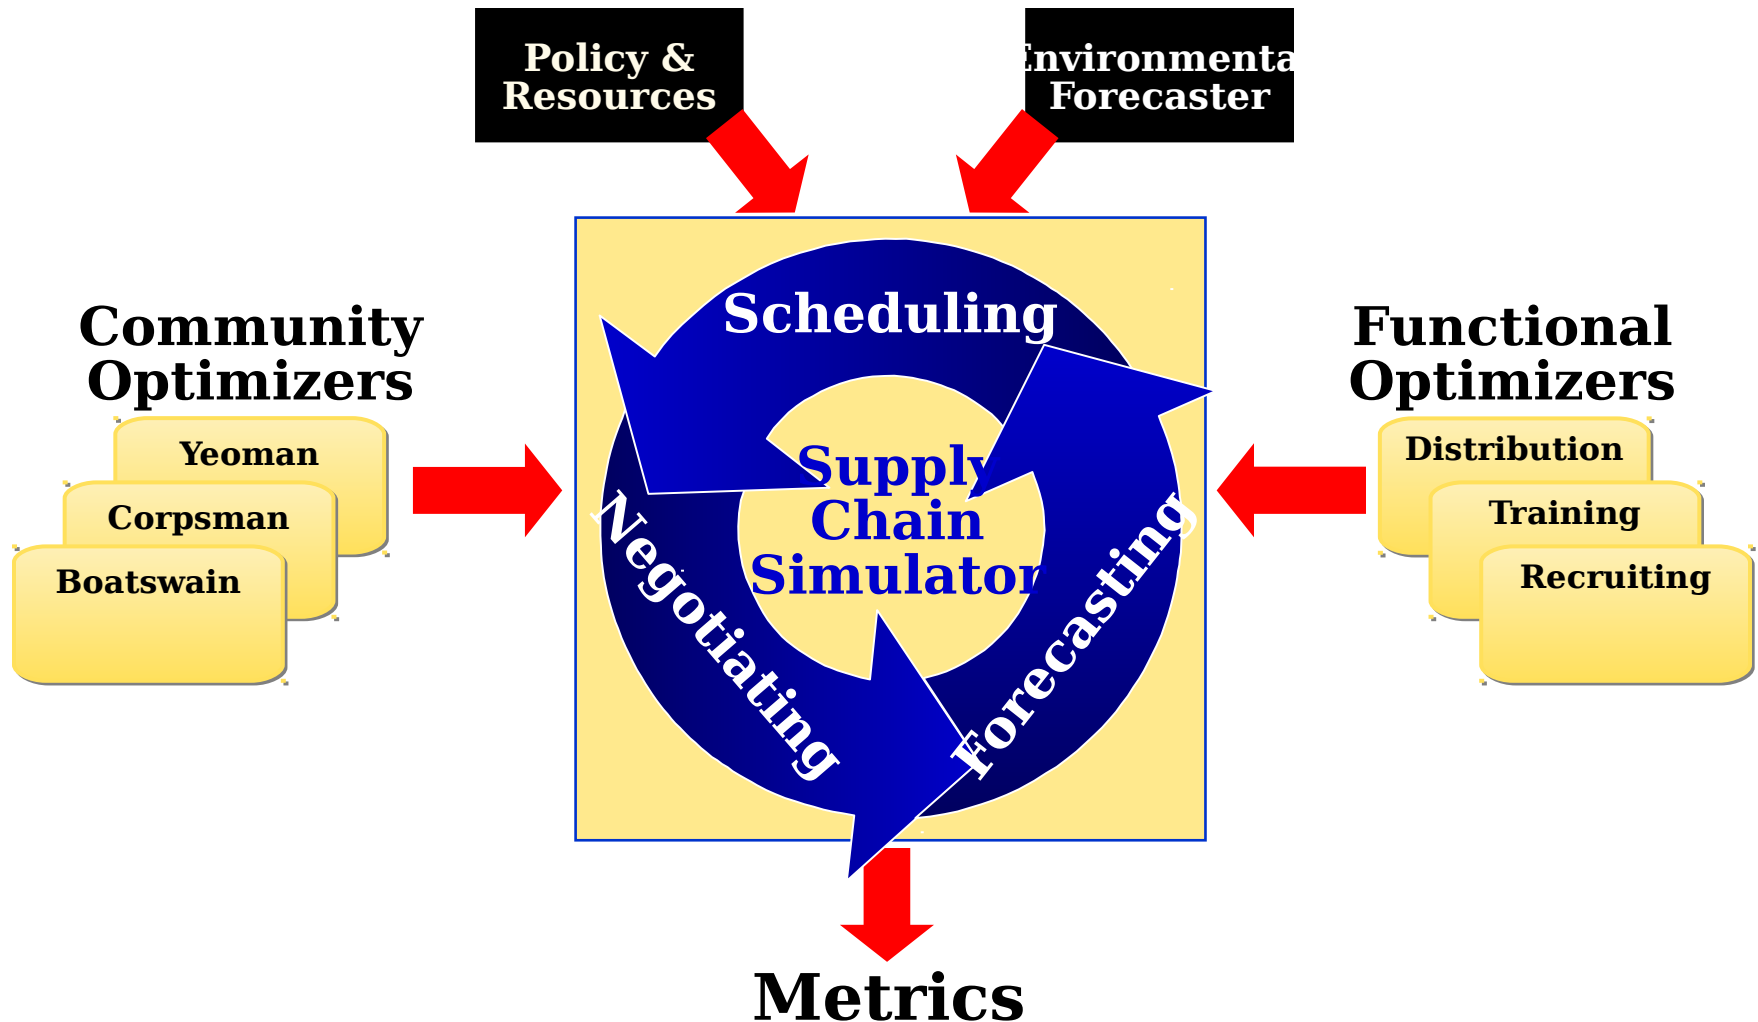 Policy &
Resources
Environmenta
Forecaster
Scheduling
Community
Optimizers
Functional
Optimizers
Yeoman
Corpsman
Boatswain
Supply
Chain
Simulator
Negotiating
Forecasting
Distribution
Training
Recruiting
Metrics